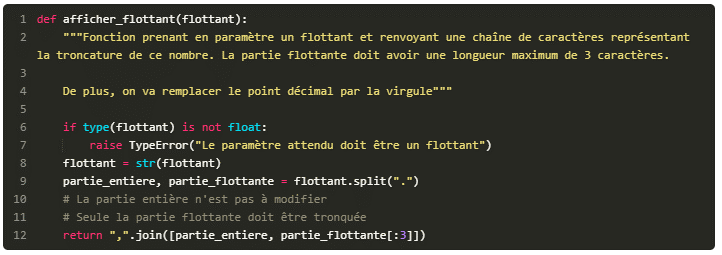 1 def afficher_flottant(flottant):
2 """Fonction prenant en paramètre un flottant et renvoyant une chaîne de caractères représentant
la troncature de ce nombre. La partie flottante doit avoir une longueur maximum de 3 caractères.
3
4 De plus, on va remplacer le point décimal par la virgule"""
5
6 if type(flottant) is not float:
7 raise TypeError("Le paramètre attendu doit être un flottant")
8 flottant = str(flottant)
9 partie_entiere, partie_flottante = flottant.split(".")
10 # La partie entière n'est pas à modifier
11 # Seule la partie flottante doit être tronquée
12 return ",".join([partie_entiere, partie_flottante[:3]])